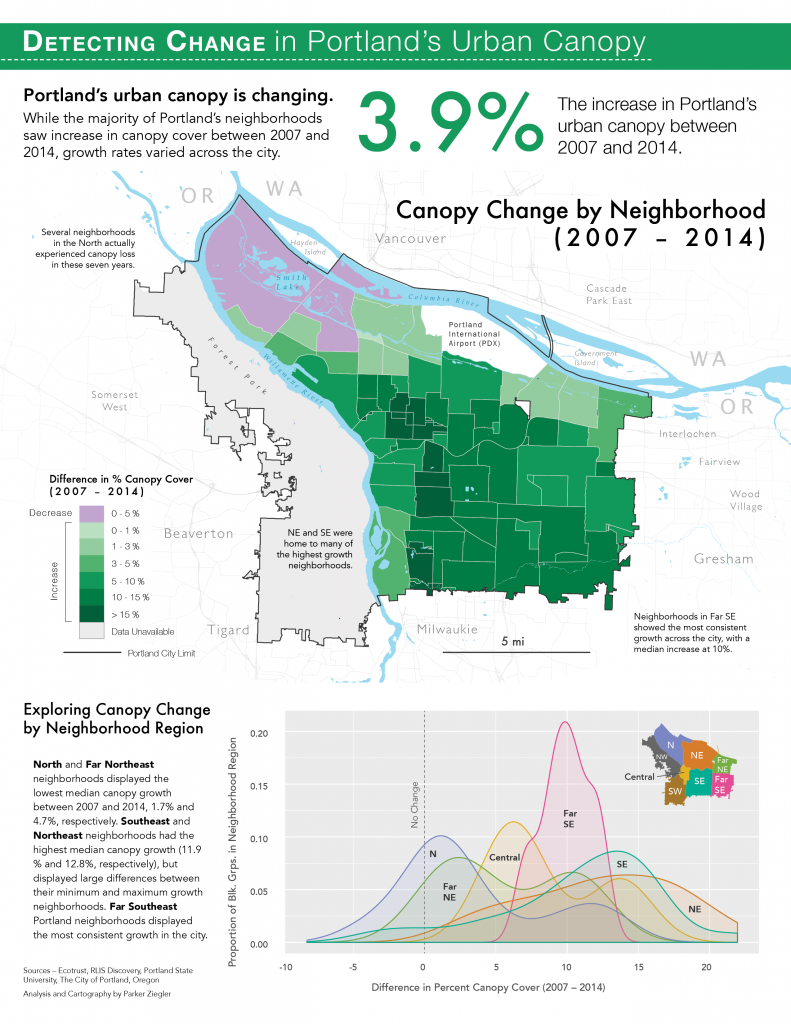 DETECTING CHANGE in Portland's Urban Canopy
Portland's urban canopy is changing.
While the majority of Portland's neighborhoods
saw increase in canopy cover between 2007 and
2014, growth rates varied across the city.
3.9%
The increase in Portland's
urban canopy between
2007 and 2014.
OR
WA
Canopy Change by Neighborhood
(2007 – 2014)
Several neighborhoods
in the North actually
experienced canopy loss
in these seven years.
Hayden
Island
Vancouver
Smith
Lake
Columbia River
Cascade
Park East
Portland
International
Airport (PDX)
Government
Island
WA
OR
Forest Park
Willamette River
Somerset
West
Interlochen
Fairview
Wood
Village
Gresham
Difference in % Canopy Cover
(2007 – 2014)
Decrease
0 - 5 %
Increase
0 - 1 %
1 - 3 %
3 - 5 %
5 - 10 %
10 - 15 %
> 15 %
Data Unavailable
Portland City Limit
Beaverton
NE and SE were
home to many of
the highest growth
neighborhoods.
Tigard
Milwaukie
5 mi
Neighborhoods in Far SE
showed the most consistent
growth across the city, with a
median increase at 10%.
Exploring Canopy Change
by Neighborhood Region
North and Far Northeast
neighborhoods displayed the
lowest median canopy growth
between 2007 and 2014, 1.7% and
4.7%, respectively. Southeast and
Northeast neighborhoods had the
highest median canopy growth (11.9
% and 12.8%, respectively), but
displayed large differences between
their minimum and maximum growth
neighborhoods. Far Southeast
Portland neighborhoods displayed
the most consistent growth in the city.
Proportion of Blk. Grps. in Neighborhood Region
0.20
0.15
0.10
0.05
0.00
No Change
N
Far
NE
Central
Far
SE
SE
NE
N
NW
NE
Far
NE
Central
SE
Far
SE
SW
-10
-5
0
5
10
15
20
Difference in Percent Canopy Cover (2007 – 2014)
Sources – Ecotrust, RLIS Discovery, Portland State
University, The City of Portland, Oregon
Analysis and Cartography by Parker Ziegler